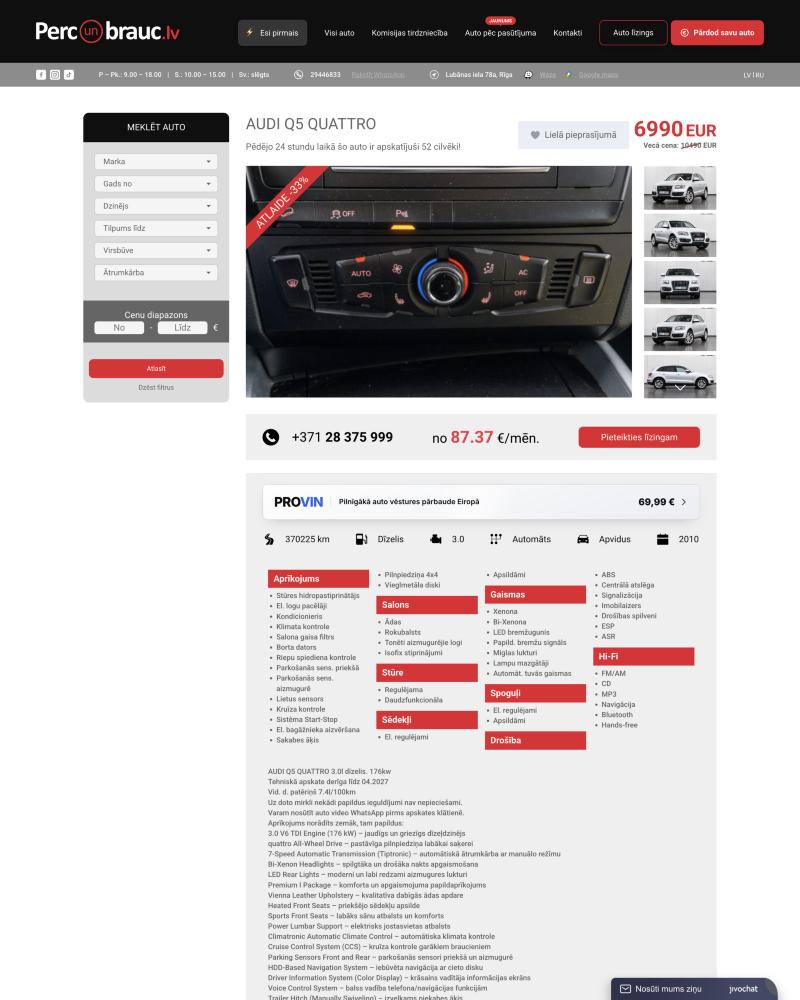 Perc un brauc.lv
Esi pirmais
Visi auto
Komisijas tirdzniecība
JAUNUMS
Auto pēc pasūtījuma
Kontakti
Auto līzings
Pārdod savu auto
P – Pk.: 9.00 – 18.00 | S.: 10.00 – 15.00 | Sv.: slēgts
29446833
Rakstīt WhatsApp
Lubānas iela 78a, Rīga
Waze
Google maps
LV | RU
MEKLĒT AUTO
Marka
Gads no
Dzinējs
Tilpums līdz
Virsbūve
Ātrumkārba
Cenu diapazons
No - Līdz €
Atlasīt
Dzēst filtrus
AUDI Q5 QUATTRO
Pēdējo 24 stundu laikā šo auto ir apskatījuši 52 cilvēki!
Lielā pieprasījumā
6990 EUR
Vecā cena: 10490 EUR
ATLAIDE -33%
OFF
AUTO
AC
OFF
+371 28 375 999
no 87.37 €/mēn.
Pieteikties līzingam
PROVIN
Pilnīgākā auto vēstures pārbaude Eiropā
69,99 €
370225 km
Dīzelis
3.0
Automāts
Apvidus
2010
Aprīkojums
Stūres hidropastiprinātājs
El. logu pacēlāji
Kondicionieris
Klimata kontrole
Salona gaisa filtrs
Borta dators
Riepu spiediena kontrole
Parkošanās sens. priekšā
Parkošanās sens.
aizmugurē
Lietus sensors
Kruīza kontrole
Sistēma Start-Stop
El. bagāžnieka aizvēršana
Sakabes āķis
Pilnpiedziņa 4x4
Vieglmetāla diski
Salons
Ādas
Rokubalsts
Tonēti aizmugurējie logi
Isofix stiprinājumi
Stūre
Regulējama
Daudzfunkcionāla
Sēdekļi
El. regulējami
Apsildāmi
Gaismas
Xenona
Bi-Xenona
LED bremžugunis
Papild. bremžu signāls
Miglas lukturi
Lampu mazgātāji
Automāt. tuvās gaismas
Spoguļi
El. regulējami
Apsildāmi
Drošība
ABS
Centrālā atslēga
Signalizācija
Imobilaizers
Drošības spilveni
ESP
ASR
Hi-Fi
FM/AM
CD
MP3
Navigācija
Bluetooth
Hands-free
AUDI Q5 QUATTRO 3.0l dīzelis. 176kw
Tehniskā apskate derīga līdz 04.2027
Vid. d. patēriņš 7.4l/100km
Uz doto mirkli nekādi papildus ieguldījumi nav nepieciešami.
Varam nosūtīt auto video WhatsApp pirms apskates klātienē.
Aprīkojums norādīts zemāk, tam papildus:
3.0 V6 TDI Engine (176 kW) – jaudīgs un griezīgs dīzeļdzinējs
quattro All-Wheel Drive – pastāvīga pilnpiedziņa labākai saķerei
7-Speed Automatic Transmission (Tiptronic) – automātiskā ātrumkārba ar manuālo režīmu
Bi-Xenon Headlights – spilgtāka un drošāka nakts apgaismošana
LED Rear Lights – moderni un labi redzami aizmugures lukturi
Premium I Package – komforta un apgaismojuma papildaprīkojums
Vienna Leather Upholstery – kvalitatīva dabīgās ādas apdare
Heated Front Seats – priekšējo sēdekļu apsilde
Sports Front Seats – labāks sānu atbalsts un komforts
Power Lumbar Support – elektrisks jostasvietas atbalsts
Climatronic Automatic Climate Control – automātiska klimata kontrole
Cruise Control System (CCS) – kruīza kontrole garākiem braucieniem
Parking Sensors Front and Rear – parkošanās sensori priekšā un aizmugurē
HDD-Based Navigation System – iebūvēta navigācija ar cieto disku
Driver Information System (Color Display) – krāsains vadītāja informācijas ekrāns
Voice Control System – balss vadība telefona/navigācijas funkcijām
Trailer Hitch (Manually Swiveling) – izvelkams piekabes āķis
Nosūti mums ziņu
jivochat